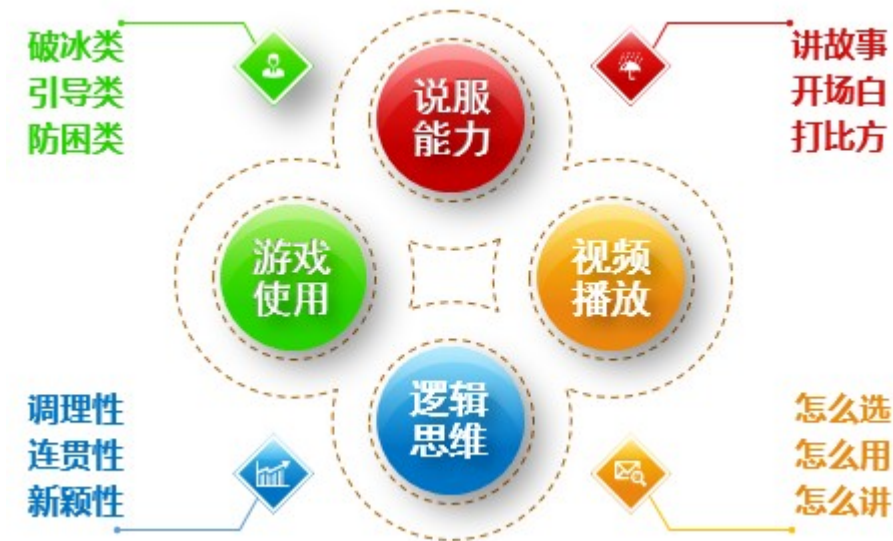 破冰类
引导类
防困类
讲故事
开场白
打比方
说服
能力
游戏
使用
视频
播放
逻辑
思维
调理性
连贯性
新颖性
怎么选
怎么用
怎么讲